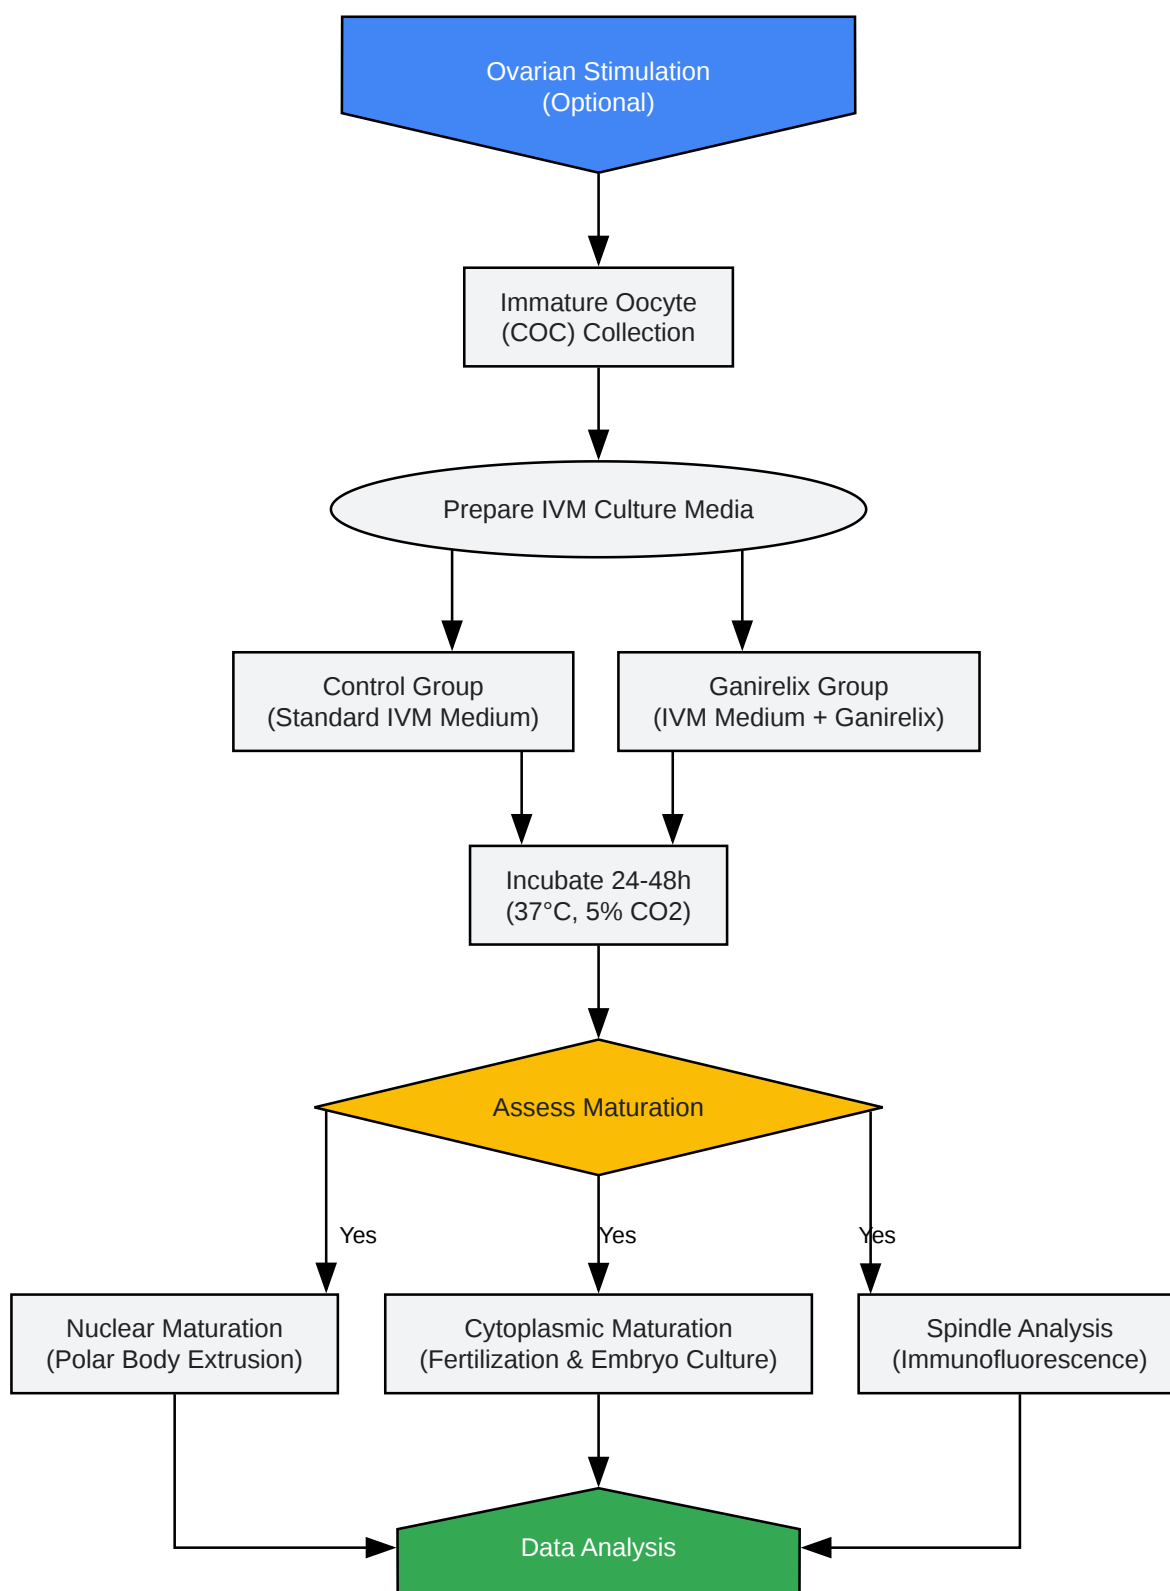 Ovarian Stimulation
(Optional)
Immature Oocyte
(COC) Collection
Prepare IVM Culture Media
Control Group
(Standard IVM Medium)
Ganirelix Group
(IVM Medium + Ganirelix)
Incubate 24-48h
(37°C, 5% CO2)
Assess Maturation
Yes
Yes
Yes
Nuclear Maturation
(Polar Body Extrusion)
Cytoplasmic Maturation
(Fertilization & Embryo Culture)
Spindle Analysis
(Immunofluorescence)
Data Analysis